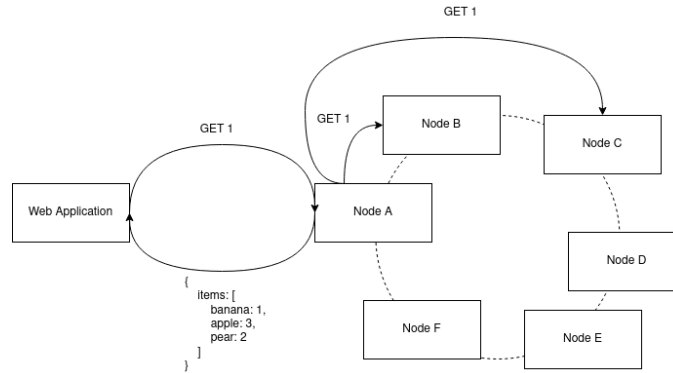 GET 1
GET 1
GET 1
Node B
Node C
Web Application
Node A
Node D
{
items: [
banana: 1,
apple: 3,
pear: 2
]
}
Node F
Node E